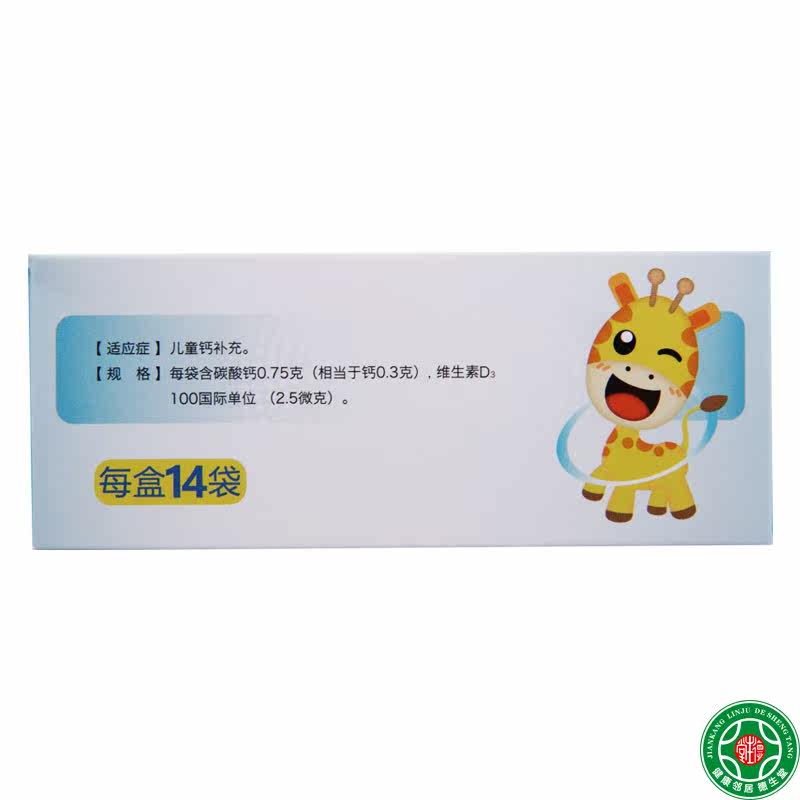 【 适应症 】 儿童钙补充。
【 规　格 】 每袋含碳酸钙0.75克（相当于钙0.3克）, 维生素D₃
100国际单位 （2.5微克）。
每盒14袋
JIANKANG LINJU DE SHENG TANG
健康邻居 德生堂